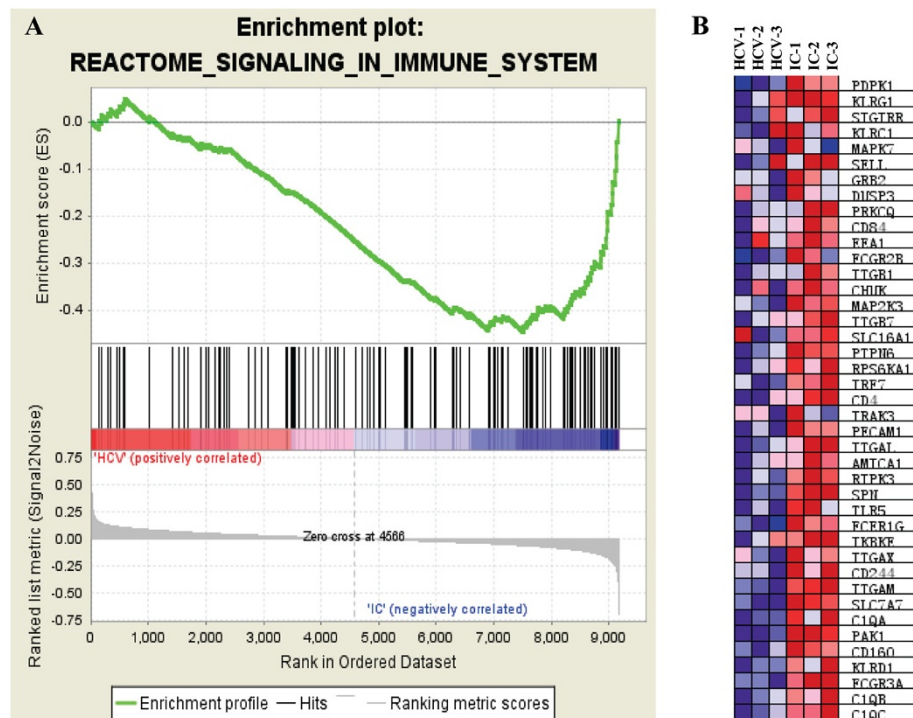 A
Enrichment plot:
REACTOME_SIGNALING_IN_IMMUNE_SYSTEM
Enrichment score (ES)
0.0
-0.1
-0.2
-0.3
-0.4
'HCV' (positively correlated)
Ranked list metric (Signal2Noise)
0.75
0.50
0.25
0.00
-0.25
-0.50
-0.75
Zero cross at 4566
'IC' (negatively correlated)
0 1,000 2,000 3,000 4,000 5,000 6,000 7,000 8,000 9,000
Rank in Ordered Dataset
Enrichment profile Hits Ranking metric scores
B
HCV-1 HCV-2 HCV-3 IC-1 IC-2 IC-3
PDPK1
KLRG1
SIGIRR
KLRC1
MAPK7
SELL
GRB2
DUSP3
PRKCQ
CD84
EEA1
FCGR2B
ITGB1
CHUK
MAP2K3
ITGB7
SLC16A1
PTPN6
RPS6KA1
IRF7
CD4
TRAK3
PECAM1
ITGAL
AMICA1
RIPK3
SPN
TLR5
FCER1G
IKBKE
ITGAX
CD244
ITGAM
SLC7A7
C1QA
PAK1
CD160
KLRD1
FCGR3A
C1QB
C1QC